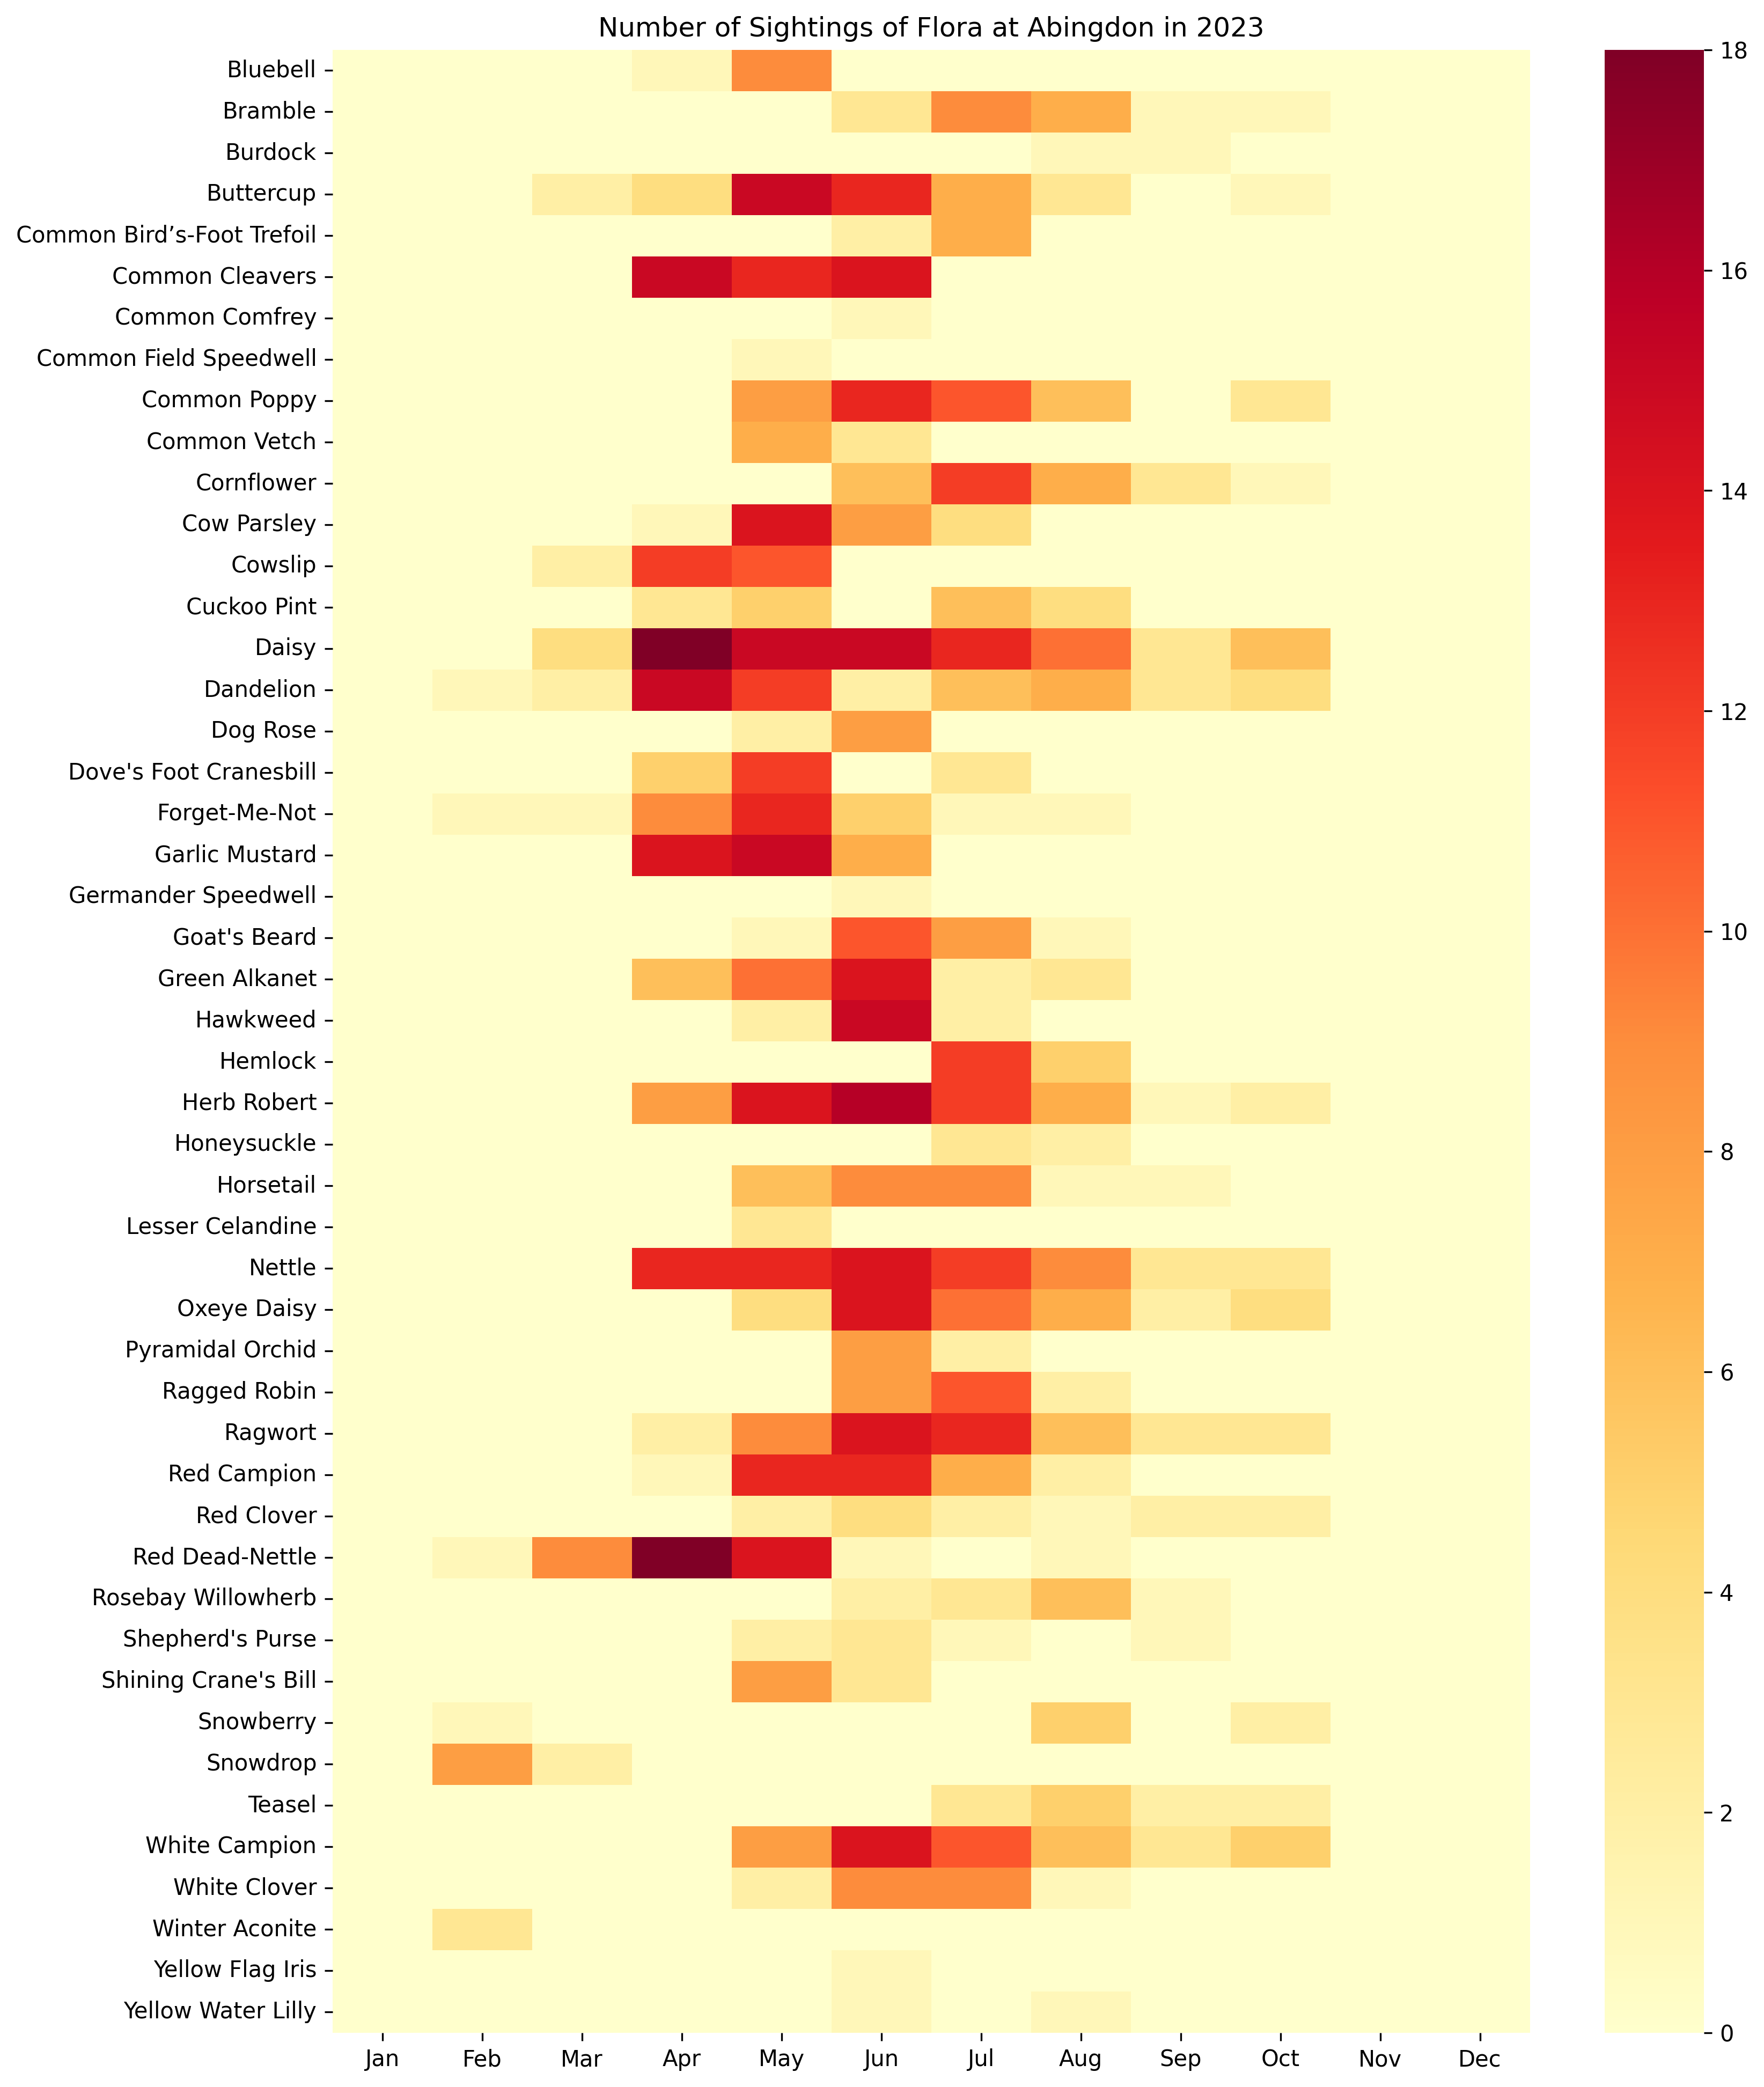 Number of Sightings of Flora at Abingdon in 2023
Bluebell
Bramble
Burdock
Buttercup
Common Bird’s-Foot Trefoil
Common Cleavers
Common Comfrey
Common Field Speedwell
Common Poppy
Common Vetch
Cornflower
Cow Parsley
Cowslip
Cuckoo Pint
Daisy
Dandelion
Dog Rose
Dove's Foot Cranesbill
Forget-Me-Not
Garlic Mustard
Germander Speedwell
Goat's Beard
Green Alkanet
Hawkweed
Hemlock
Herb Robert
Honeysuckle
Horsetail
Lesser Celandine
Nettle
Oxeye Daisy
Pyramidal Orchid
Ragged Robin
Ragwort
Red Campion
Red Clover
Red Dead-Nettle
Rosebay Willowherb
Shepherd's Purse
Shining Crane's Bill
Snowberry
Snowdrop
Teasel
White Campion
White Clover
Winter Aconite
Yellow Flag Iris
Yellow Water Lilly
Jan Feb Mar Apr May Jun Jul Aug Sep Oct Nov Dec
18
16
14
12
10
8
6
4
2
0